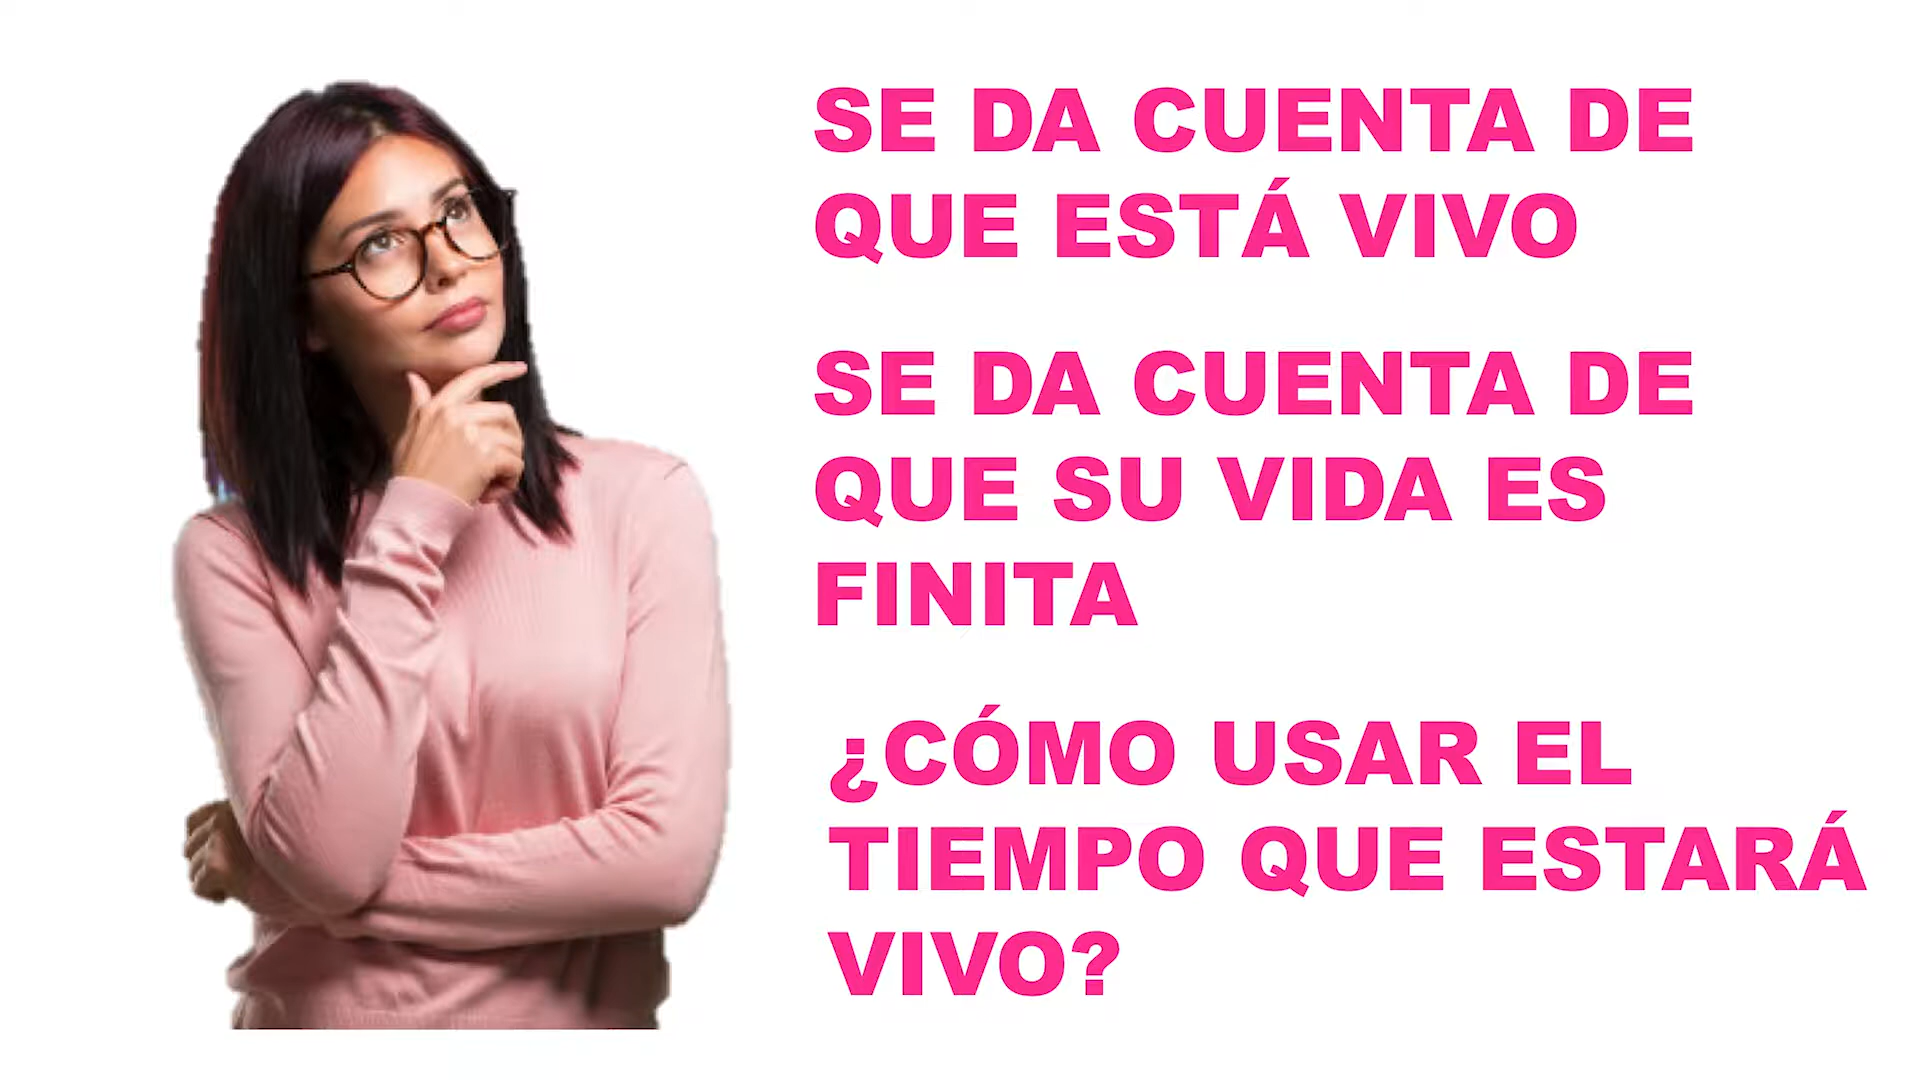 SE DA CUENTA DE
QUE ESTÁ VIVO
SE DA CUENTA DE
QUE SU VIDA ES
FINITA
¿CÓMO USAR EL
TIEMPO QUE ESTARÁ
VIVO?